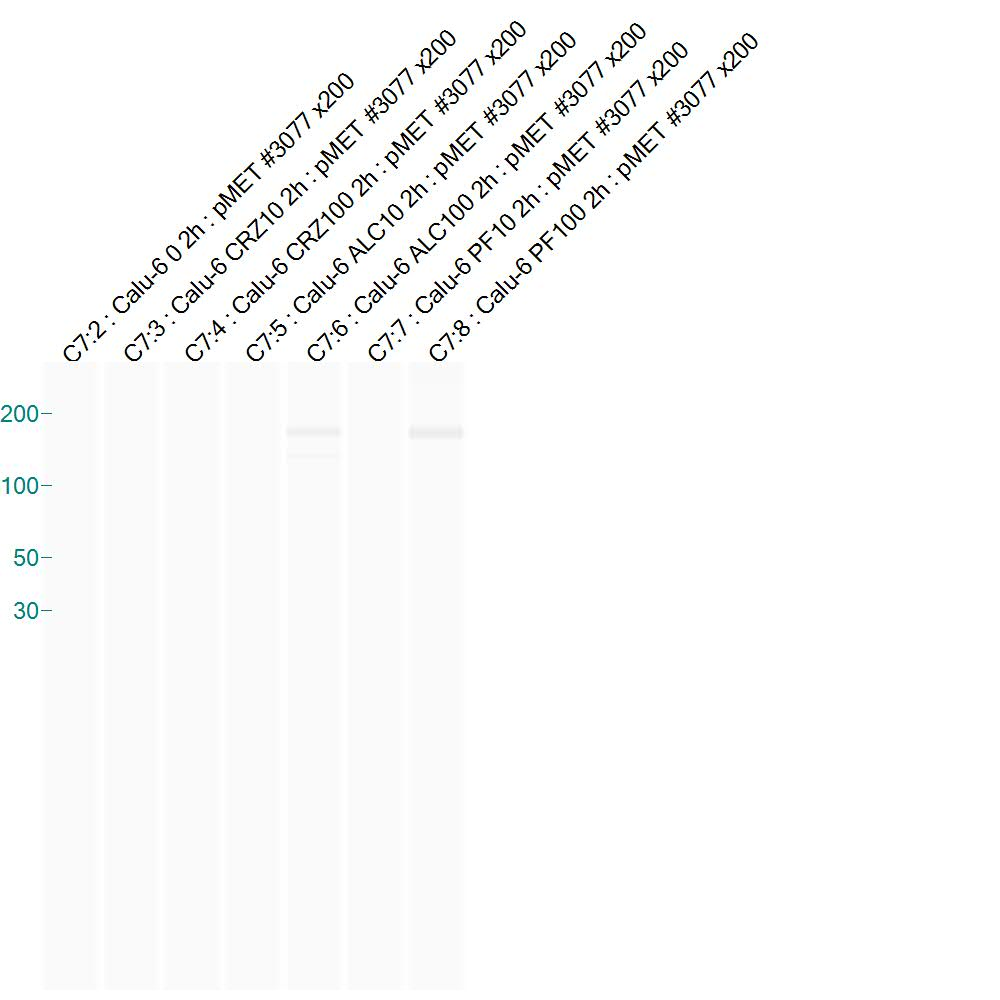 C7:2 : Calu-6 0 2h : pMET #3077 x200
C7:3 : Calu-6 CRZ10 2h : pMET #3077 x200
C7:4 : Calu-6 CRZ100 2h : pMET #3077 x200
C7:5 : Calu-6 ALC10 2h : pMET #3077 x200
C7:6 : Calu-6 ALC100 2h : pMET #3077 x200
C7:7 : Calu-6 PF10 2h : pMET #3077 x200
C7:8 : Calu-6 PF100 2h : pMET #3077 x200
200
100
50
30